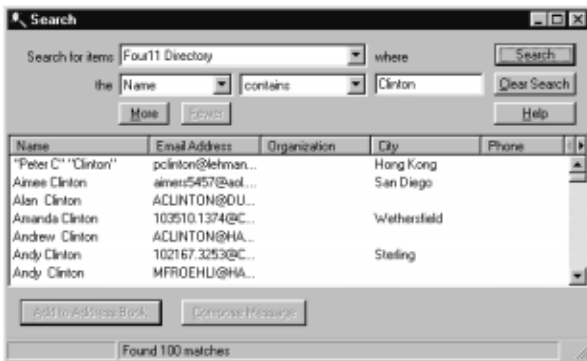 Search
Search for items Four11 Directory where Search
the Name contains Clinton Clear Search
More Fewer Help
Name Email Address Organization City Phone
"Peter C" "Clinton" pclinton@lehman... Hong Kong
Aimee Clinton aimers5457@aol.... San Diego
Alan Clinton ACLINTON@DU...
Amanda Clinton 103510.1374@C... Wethersfield
Andrew Clinton ACLINTON@HA...
Andy Clinton 102167.3253@C... Sterling
Andy Clinton MFROEHLI@HA...
Add to Address Book Compose Message
Found 100 matches